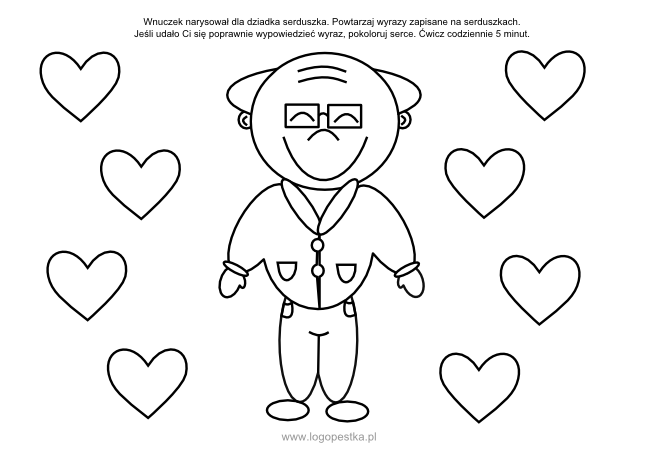 Wnuczek narysował dla dziadka serduszka. Powtarzaj wyrazy zapisane na serduszkach.
Jeśli udało Ci się poprawnie wypowiedzieć wyraz, pokoloruj serce. Ćwicz codziennie 5 minut.
www.logopestka.pl